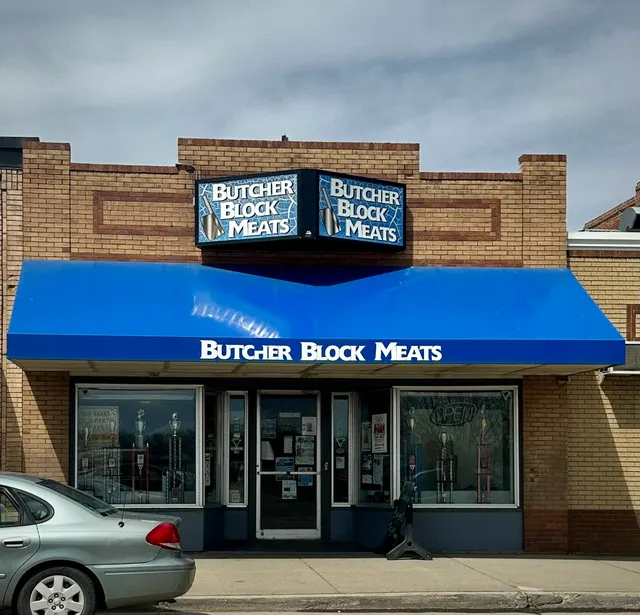 BUTCHER
BLOCK
MEATS
BUTCHER
BLOCK
MEATS
BUTCHER BLOCK MEATS
OPEN